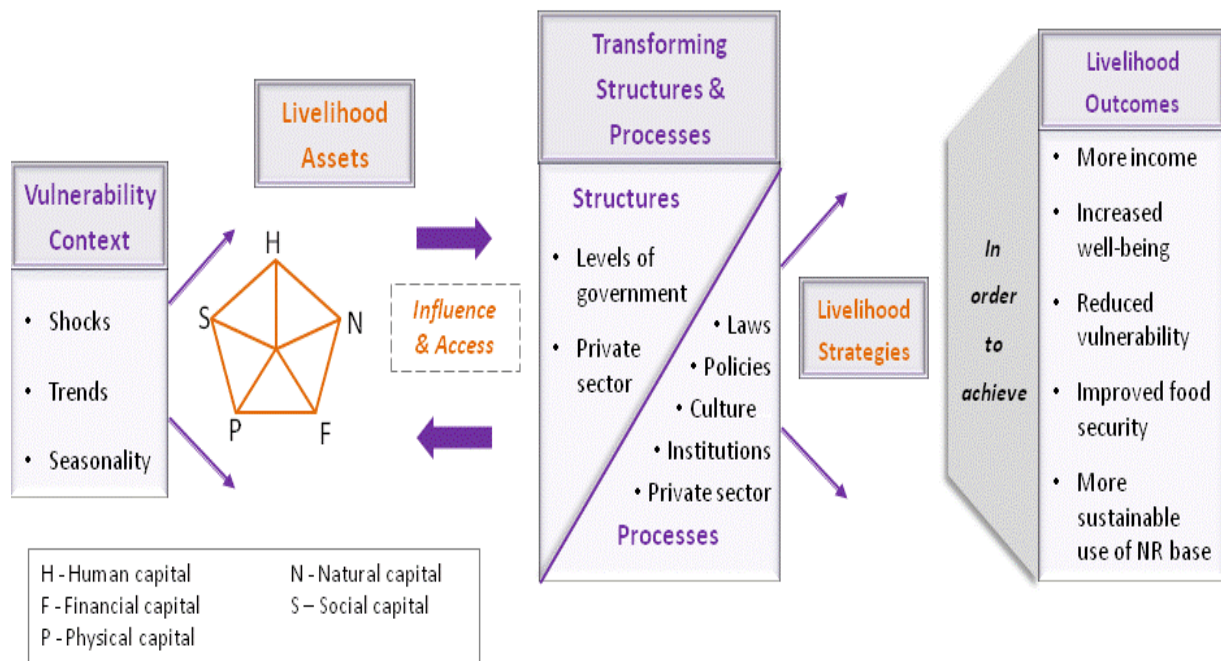 Vulnerability
Context
• Shocks
• Trends
• Seasonality
Livelihood
Assets
H
S
N
P
F
Influence
& Access
Transforming
Structures &
Processes
Structures
• Levels of
government
• Private
sector
• Laws
• Policies
• Culture
• Institutions
• Private sector
Processes
Livelihood
Strategies
In
order
to
achieve
Livelihood
Outcomes
• More income
• Increased
well-being
• Reduced
vulnerability
• Improved food
security
• More
sustainable
use of NR base
H - Human capital
F - Financial capital
P - Physical capital
N - Natural capital
S – Social capital